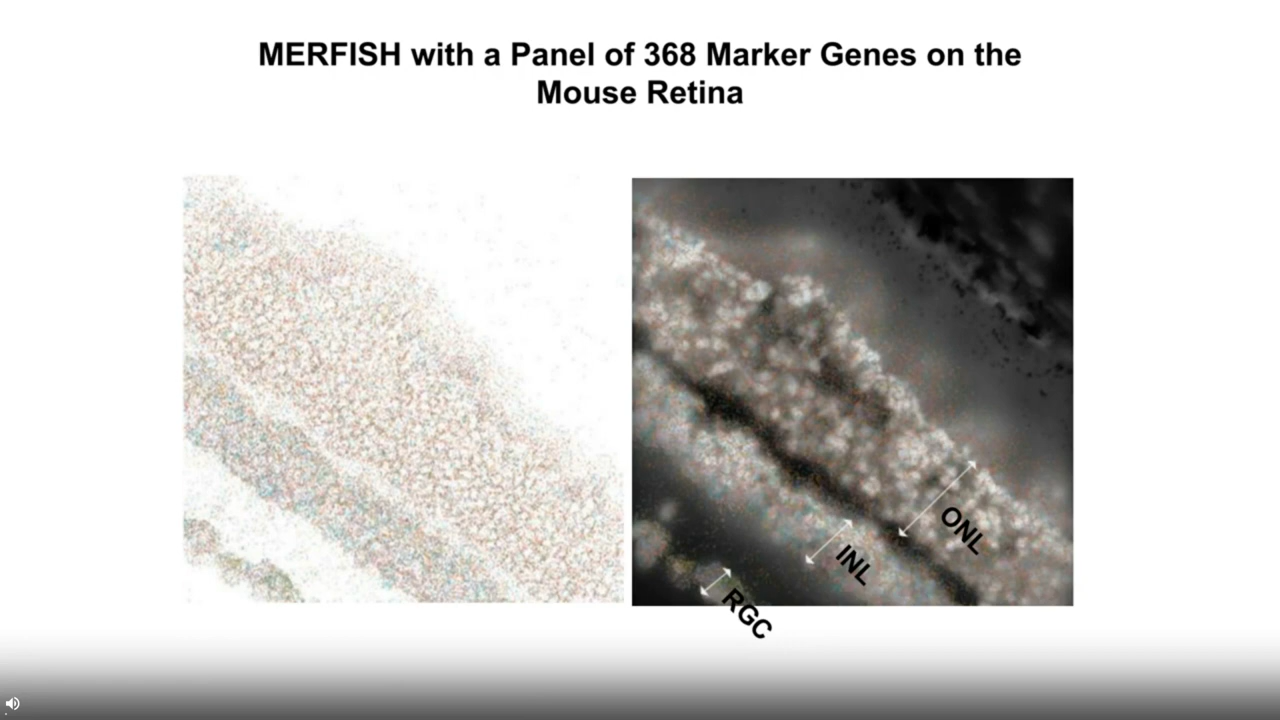 MERFISH with a Panel of 368 Marker Genes on the
Mouse Retina
ONL
INL
RGC